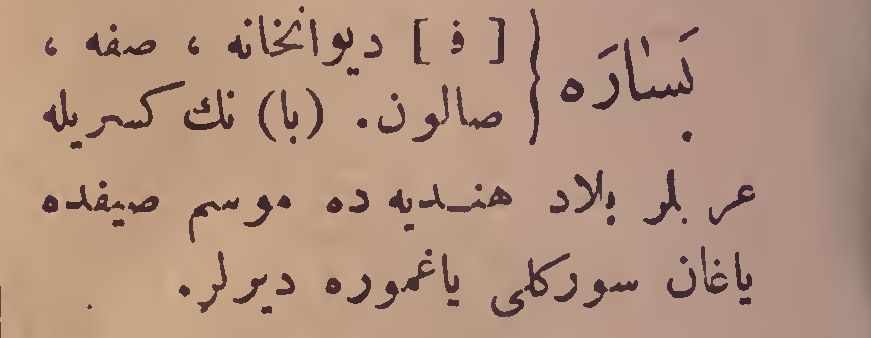 بَسارَه } [ ف ] ديوانخانه ، صفه ،
صالون. (با) نك كسريله
عربلر بلاد هنديه ده موسم صيفده
ياغان سوركلى ياغموره ديرلر.